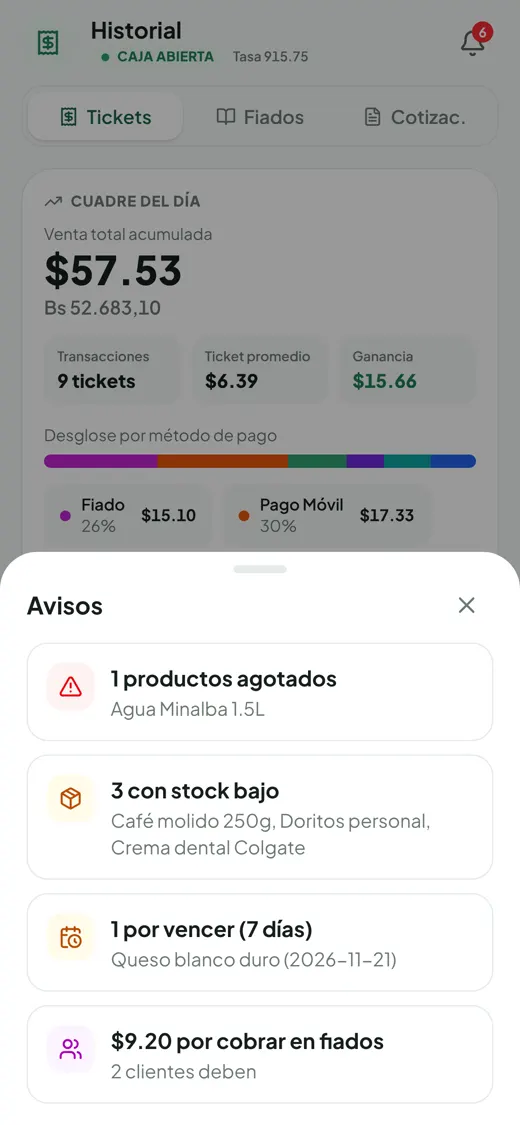 Historial
CAJA ABIERTA Tasa 915.75
6
Tickets Fiados Cotizac.
CUADRE DEL DÍA
Venta total acumulada
$57.53
Bs 52.683,10
Transacciones Ticket promedio Ganancia
9 tickets $6.39 $15.66
Desglose por método de pago
Fiado $15.10 Pago Móvil $17.33
26% 30%
Avisos
1 productos agotados
Agua Minalba 1.5L
3 con stock bajo
Café molido 250g, Doritos personal,
Crema dental Colgate
1 por vencer (7 días)
Queso blanco duro (2026-11-21)
$9.20 por cobrar en fiados
2 clientes deben